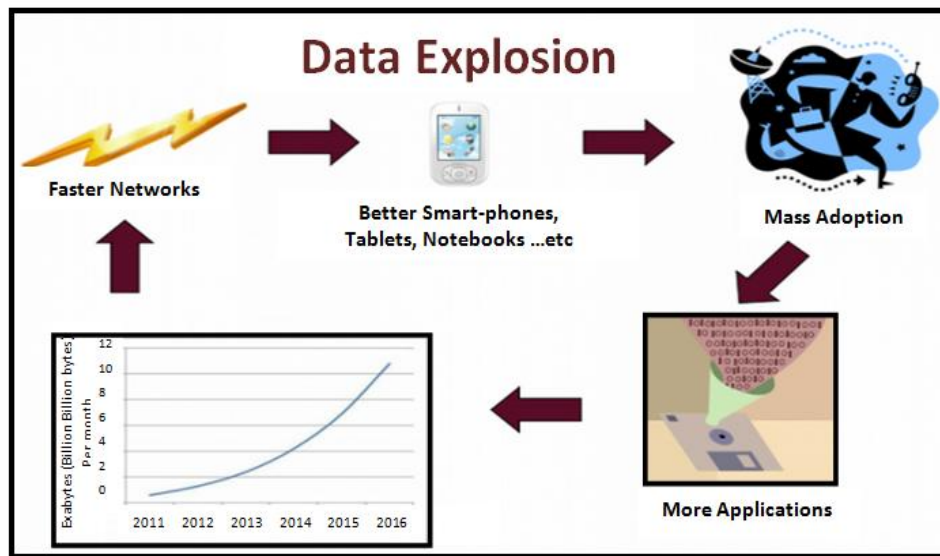 Data Explosion
Faster Networks
Better Smart-phones,
Tablets, Notebooks ...etc
Mass Adoption
More Applications
Exabytes (Billion Billion bytes)
Per month
12
10
8
6
4
2
0
2011 2012 2013 2014 2015 2016